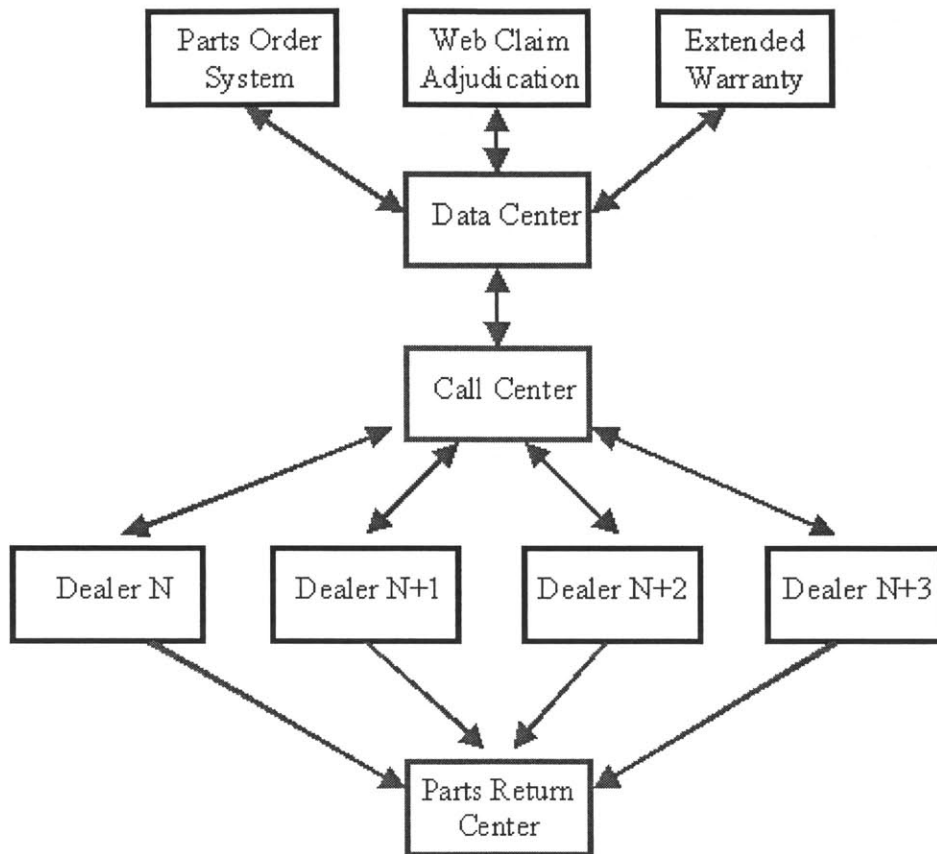 Parts Order
System
Web Claim
Adjudication
Extended
Warranty
Data Center
Call Center
Dealer N
Dealer N+1
Dealer N+2
Dealer N+3
Parts Return
Center